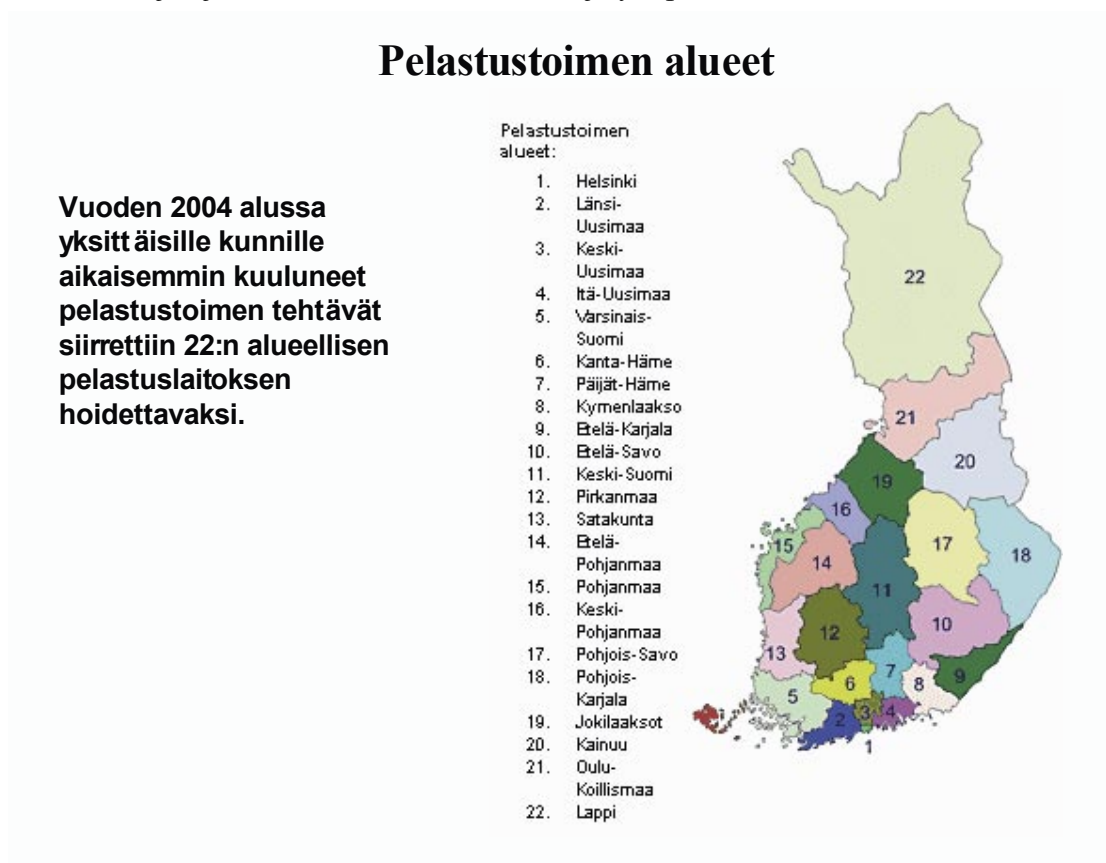 Pelastustoimen alueet
Vuoden 2004 alussa
yksittäisille kunnille
aikaisemmin kuuluneet
pelastustoimen tehtävät
siirrettiin 22:n alueellisen
pelastuslaitoksen
hoidettavaksi.
Pelastustoimen
alueet:
1. Helsinki
2. Länsi-
Uusimaa
3. Keski-
Uusimaa
4. Itä-Uusimaa
5. Varsinais-
Suomi
6. Kanta-Häme
7. Päijät-Häme
8. Kymenlaakso
9. Etelä-Karjala
10. Etelä-Savo
11. Keski-Suomi
12. Pirkanmaa
13. Satakunta
14. Etelä-
Pohjanmaa
15. Pohjanmaa
16. Keski-
Pohjanmaa
17. Pohjois-Savo
18. Pohjois-
Karjala
19. Jokilaaksot
20. Kainuu
21. Oulu-
Koillismaa
22. Lappi
22
21
20
19
16
15
14
17
18
11
12
10
13
7
9
6
8
5
2
3
4
1